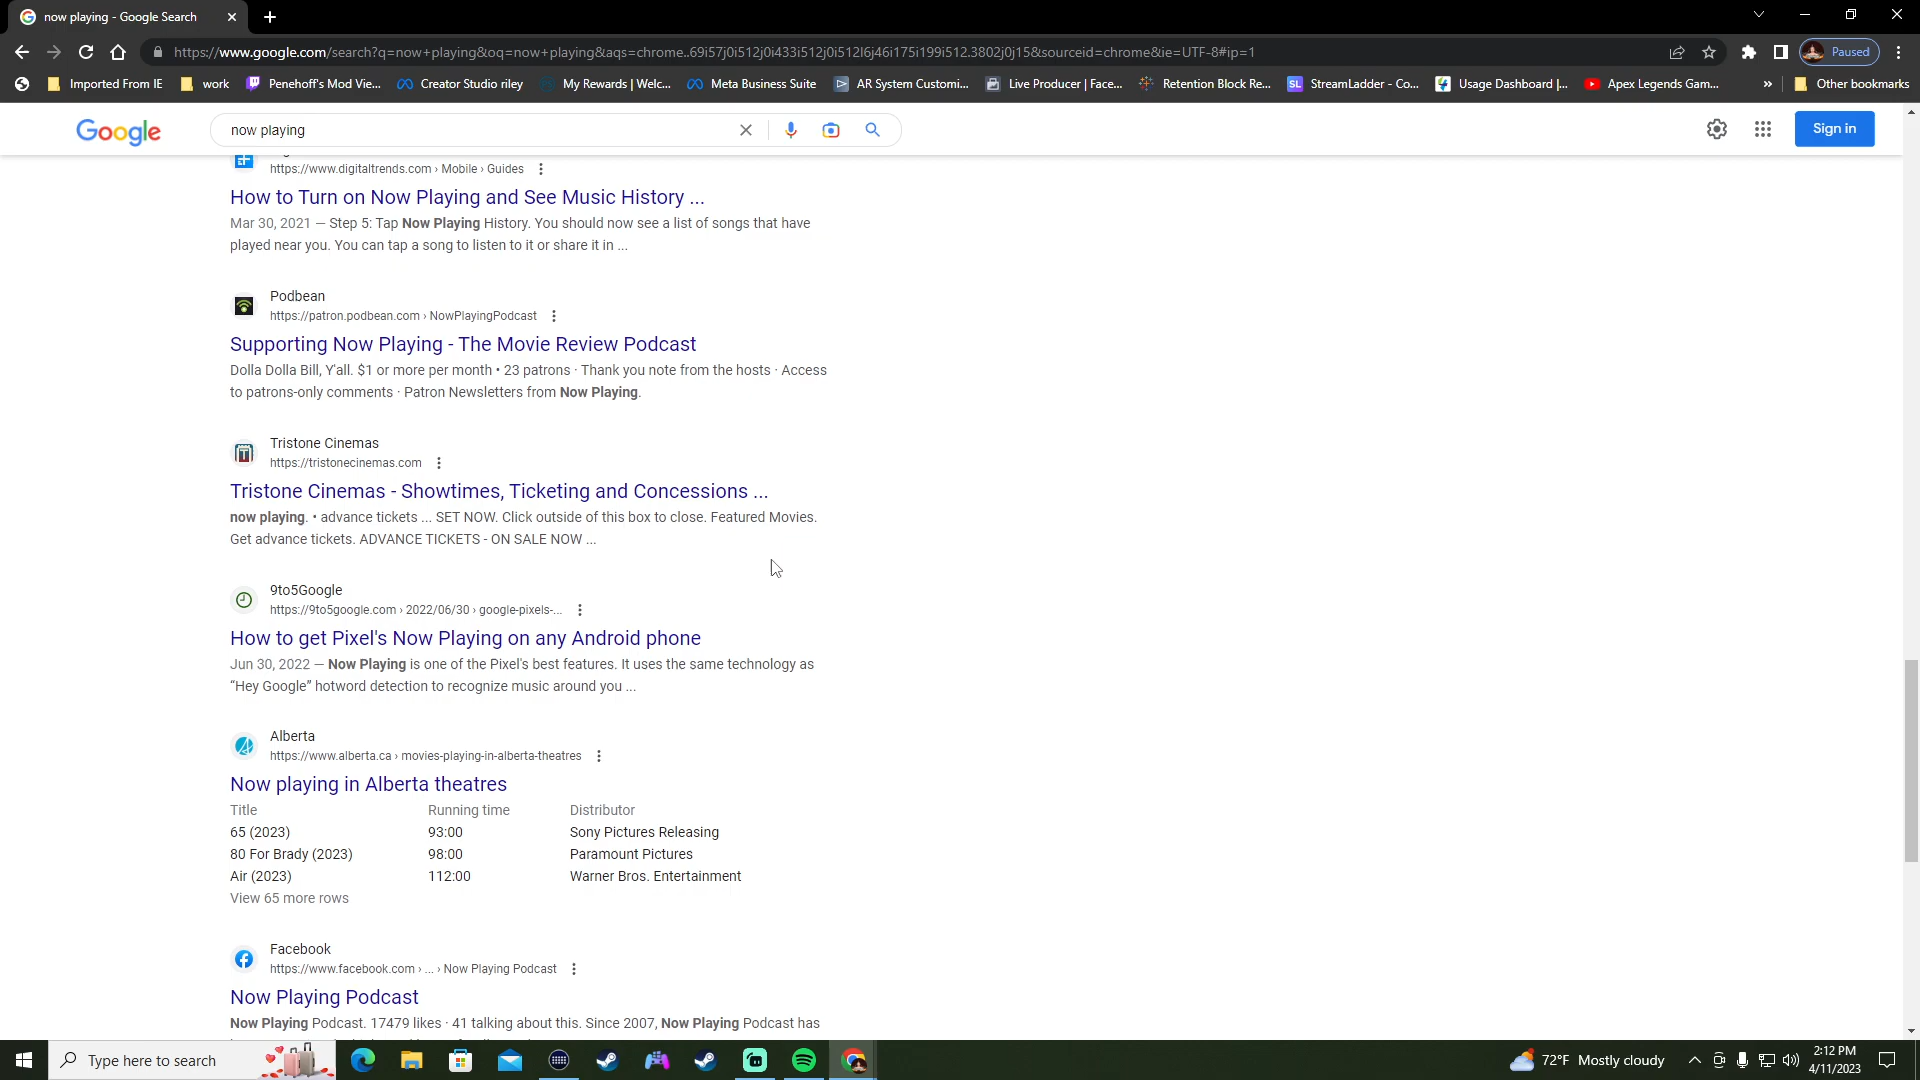 now playing - Google Search
https://www.google.com/search?q=now+playing&oq=now+playing&aqs=chrome..69i57j0i512j0i433i512j0i512l6j46i175i199i512.3802j0j15&sourceid=chrome&ie=UTF-8#ip=1
Paused
Imported From IE
work
Penehoff's Mod Vie...
Creator Studio riley
My Rewards | Welc...
Meta Business Suite
AR System Customi...
Live Producer | Face...
Retention Block Re...
SL
StreamLadder - Co...
Usage Dashboard |...
Apex Legends Gam...
»
Other bookmarks
Google
now playing
Sign in
https://www.digitaltrends.com › Mobile › Guides
How to Turn on Now Playing and See Music History ...
Mar 30, 2021 — Step 5: Tap Now Playing History. You should now see a list of songs that have
played near you. You can tap a song to listen to it or share it in ...
Podbean
https://patron.podbean.com › NowPlayingPodcast
Supporting Now Playing - The Movie Review Podcast
Dolla Dolla Bill, Y'all. $1 or more per month • 23 patrons · Thank you note from the hosts · Access
to patrons-only comments · Patron Newsletters from Now Playing.
Tristone Cinemas
https://tristonecinemas.com
Tristone Cinemas - Showtimes, Ticketing and Concessions ...
now playing. • advance tickets ... SET NOW. Click outside of this box to close. Featured Movies.
Get advance tickets. ADVANCE TICKETS - ON SALE NOW ...
9to5Google
https://9to5google.com › 2022/06/30 › google-pixels-...
How to get Pixel's Now Playing on any Android phone
Jun 30, 2022 — Now Playing is one of the Pixel's best features. It uses the same technology as
“Hey Google” hotword detection to recognize music around you ...
Alberta
https://www.alberta.ca › movies-playing-in-alberta-theatres
Now playing in Alberta theatres
Title Running time Distributor
65 (2023) 93:00 Sony Pictures Releasing
80 For Brady (2023) 98:00 Paramount Pictures
Air (2023) 112:00 Warner Bros. Entertainment
View 65 more rows
Facebook
https://www.facebook.com › ... › Now Playing Podcast
Now Playing Podcast
Now Playing Podcast. 17479 likes · 41 talking about this. Since 2007, Now Playing Podcast has
Type here to search
72°F Mostly cloudy
2:12 PM
4/11/2023